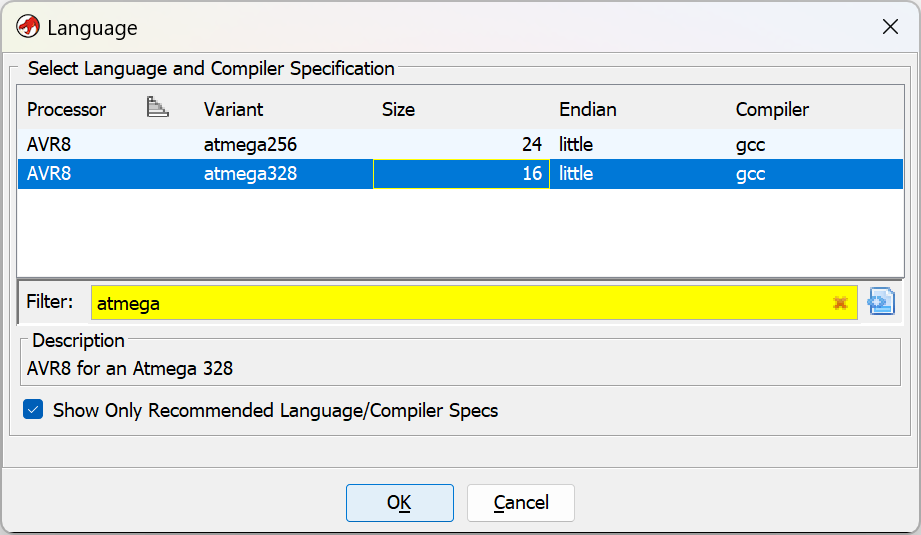 Language
Select Language and Compiler Specification
Processor Variant Size Endian Compiler
AVR8 atmega256 24 little gcc
AVR8 atmega328 16 little gcc
Filter: atmega
Description
AVR8 for an Atmega 328
Show Only Recommended Language/Compiler Specs
OK Cancel